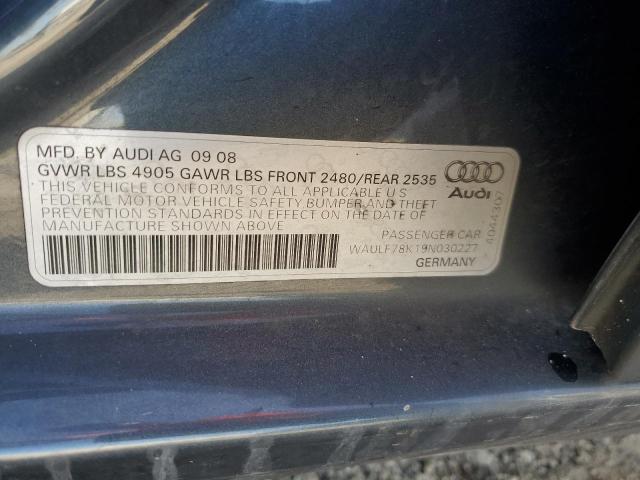 MFD. BY AUDI AG 09 08
GVWR LBS 4905 GAWR LBS FRONT 2480/REAR 2535
THIS VEHICLE CONFORMS TO ALL APPLICABLE U S
FEDERAL MOTOR VEHICLE SAFETY BUMPER AND THEFT
PREVENTION STANDARDS IN EFFECT ON THE DATE OF
MANUFACTURE SHOWN ABOVE
Audi
PASSENGER CAR
WAULF78K19N030227
GERMANY
4044307